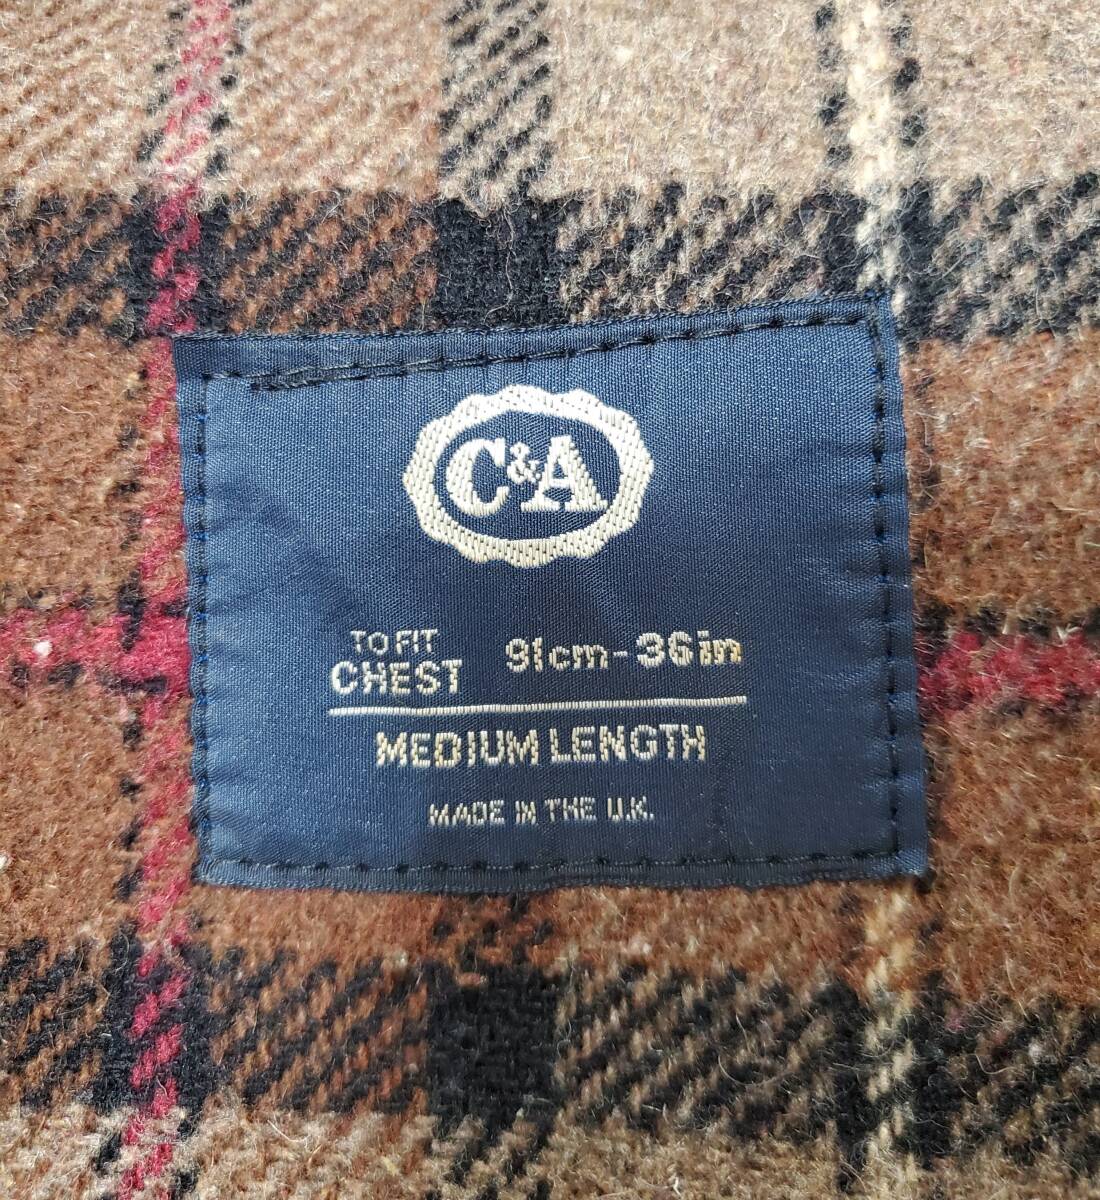 C&A
TO FIT
CHEST 91cm-36in
MEDIUM LENGTH
MADE IN THE U.K.